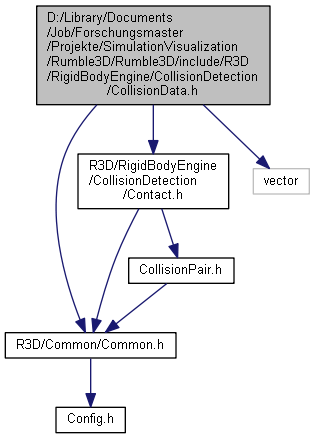 D:/Library/Documents
/Job/Forschungsmaster
/Projekte/SimulationVisualization
/Rumble3D/Rumble3D/include/R3D
/RigidBodyEngine/CollisionDetection
/CollisionData.h
R3D/RigidBodyEngine
/CollisionDetection
/Contact.h
vector
CollisionPair.h
R3D/Common/Common.h
Config.h